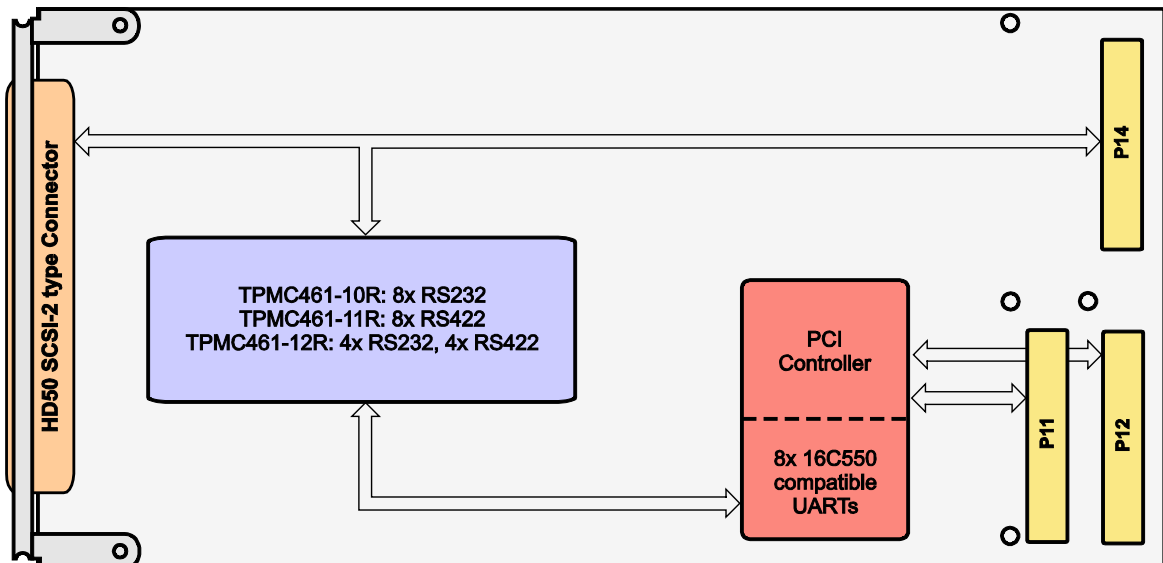 HD50 SCSI-2 type Connector
P14
TPMC461-10R: 8x RS232
TPMC461-11R: 8x RS422
TPMC461-12R: 4x RS232, 4x RS422
PCI
Controller
8x 16C550
compatible
UARTs
P11
P12